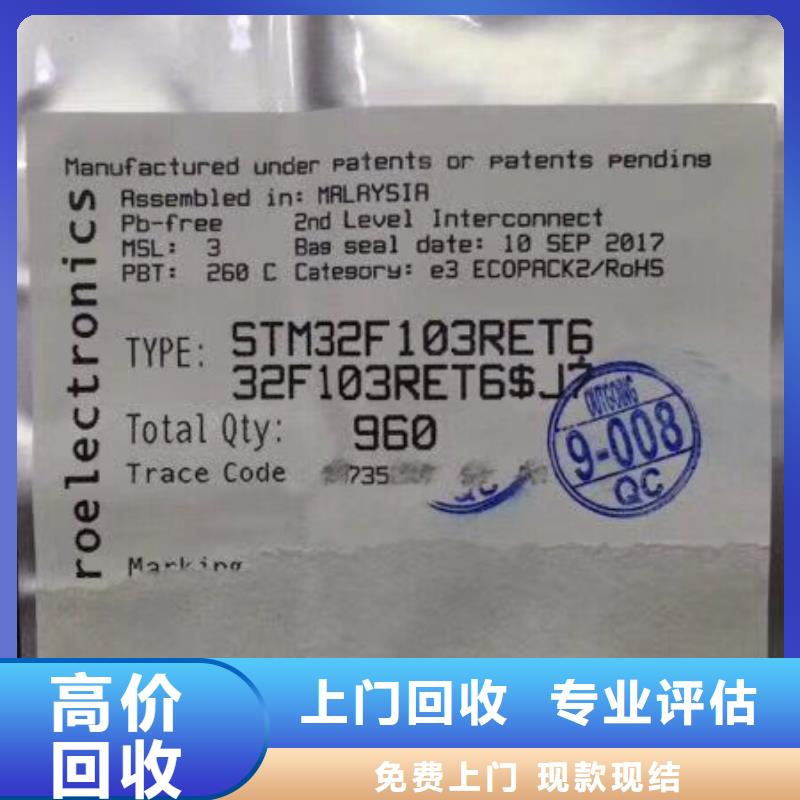 Manufactured under patents or patents pending
roelectronics
Assembled in: MALAYSIA
Pb-free 2nd Level Interconnect
MSL: 3 Bag seal date: 10 SEP 2017
PBT: 260 C Category: e3 ECOPACK2/RoHS
TYPE: STM32F103RET6
32F103RET6$J7
Total Qty: 960
Trace Code 735
OUTGOING
9-008
QC
QC
Marking
高价
回收
上门回收 专业评估
免费上门 现款现结